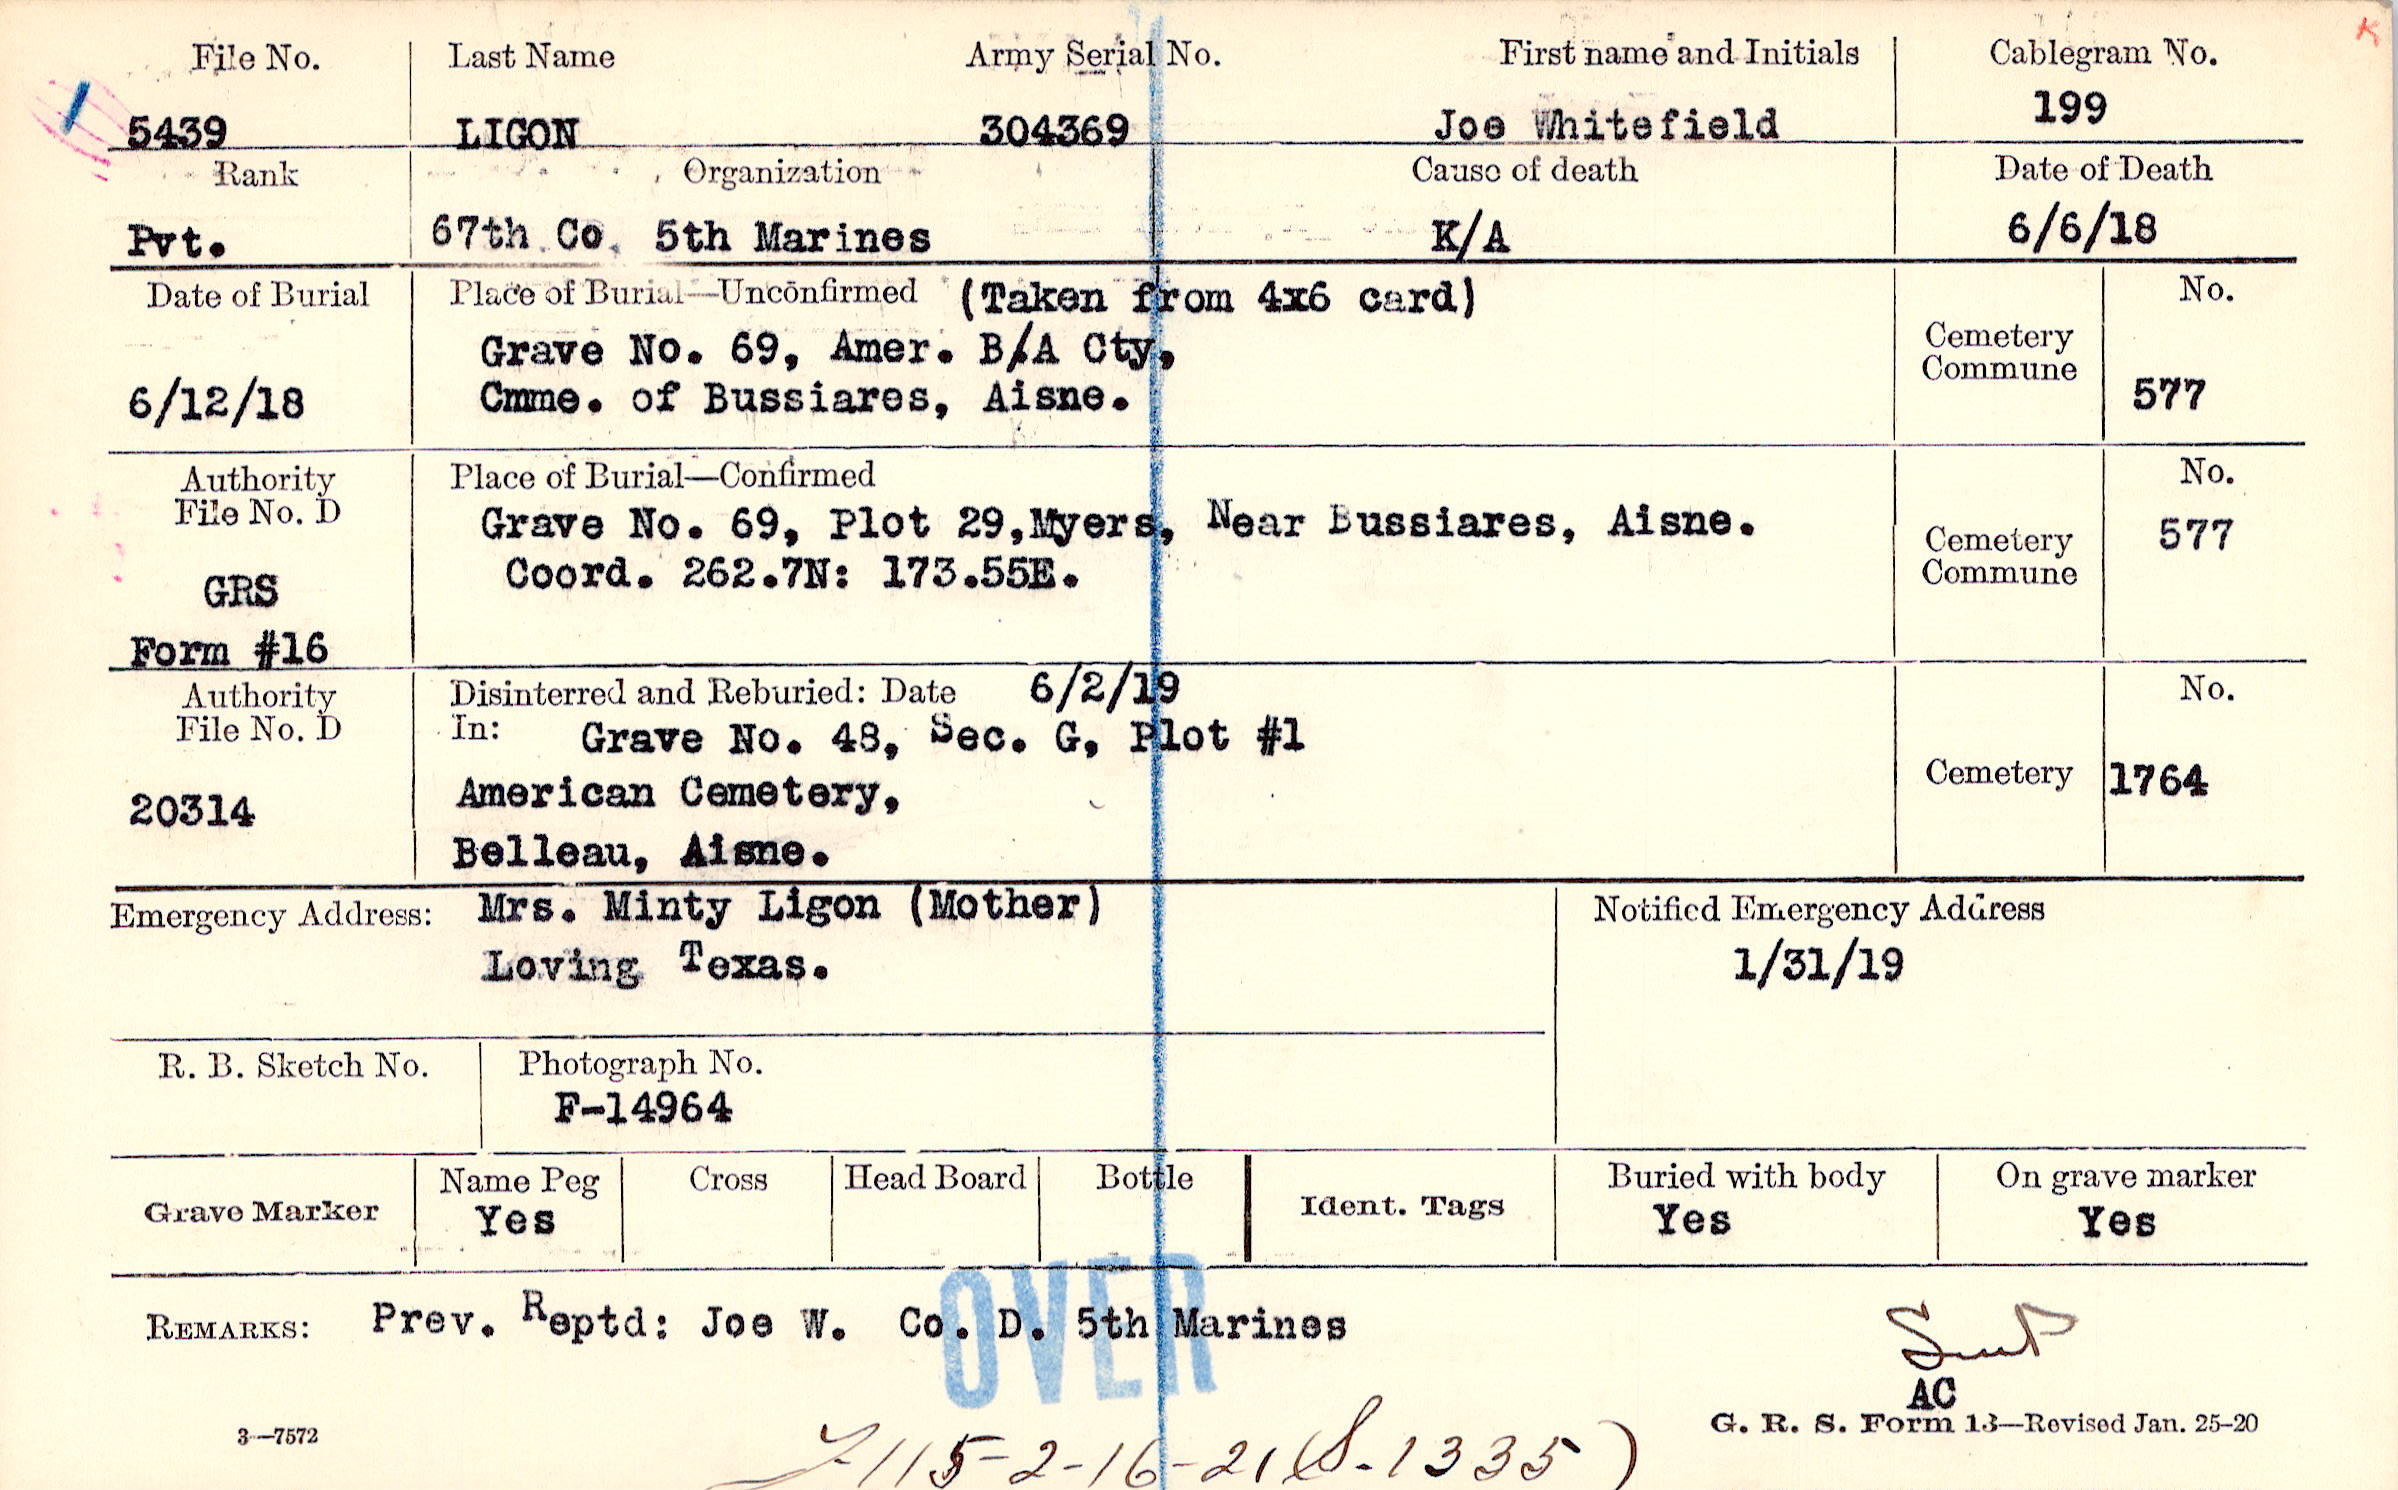 K
File No. Last Name Army Serial No. First name and Initials Cablegram No.
5439 LIGON 304369 Joe Whitefield 199
Rank Organization Cause of death Date of Death
Pvt. 67th Co. 5th Marines K/A 6/6/18
Date of Burial Place of Burial—Unconfirmed (Taken from 4x6 card) No.
Grave No. 69, Amer. B/A Cty, Cemetery
6/12/18 Cmme. of Bussiares, Aisne. Commune 577
Authority Place of Burial—Confirmed No.
File No. D Grave No. 69, Plot 29,Myers, Near Bussiares, Aisne. Cemetery 577
GRS Coord. 262.7N: 173.55E. Commune
Form #16
Authority Disinterred and Reburied: Date 6/2/19 No.
File No. D In: Grave No. 48, Sec. G, Plot #1
20314 American Cemetery, Cemetery 1764
Belleau, Aisne.
Emergency Address: Mrs. Minty Ligon (Mother) Notified Emergency Address
Loving Texas. 1/31/19
R. B. Sketch No. Photograph No.
F-14964
Grave Marker Name Peg Cross Head Board Bottle Ident. Tags Buried with body On grave marker
Yes Yes Yes
OVER
REMARKS: Prev. Reptd: Joe W. Co. D. 5th Marines
AC
3—7572 G. R. S. Form 13—Revised Jan. 25–20
115-2-16-21 (S-1335)